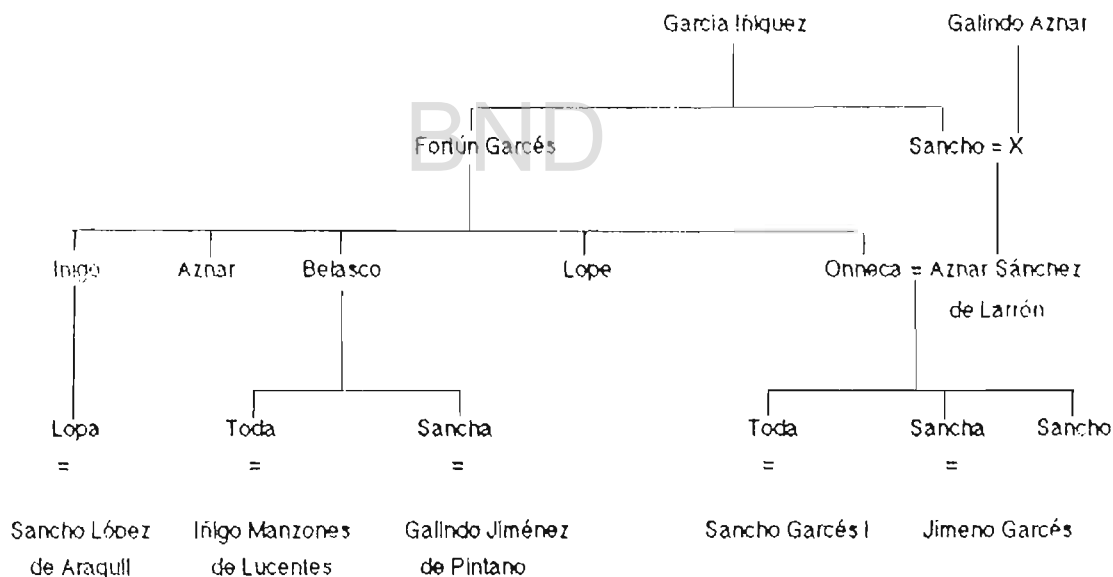 Garcia Iñiquez Galindo Aznar
BND
Fortún Garcés Sancho = X
Iñigo Aznar Belasco Lope Onneca = Aznar Sánchez
de Larrón
Lopa Toda Sancha Toda Sancha Sancho
= = = = =
Sancho López Iñigo Manzones Galindo Jiménez Sancho Garcés I Jimeno Garcés
de Araquil de Lucentes de Pintano